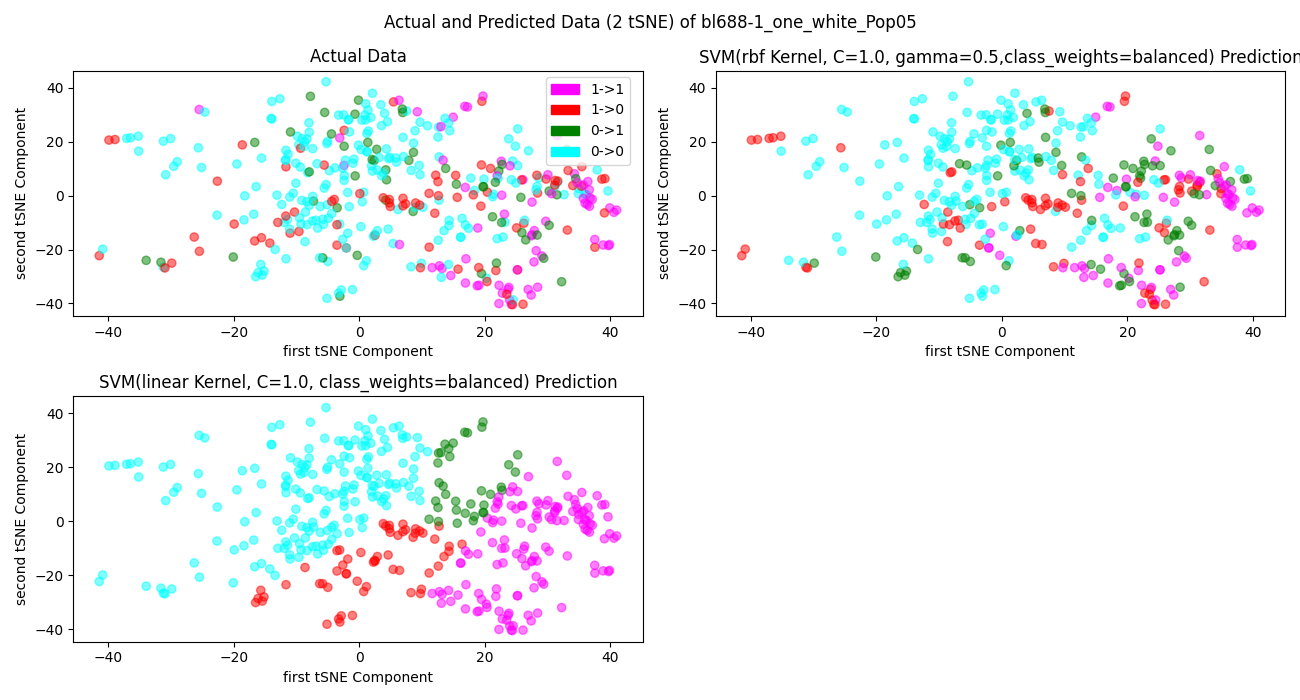 Actual and Predicted Data (2 tSNE) of bl688-1_one_white_Pop05
Actual Data
second tSNE Component
40
20
0
−20
−40
1->1
1->0
0->1
0->0
−40 −20 0 20 40
first tSNE Component
SVM(rbf Kernel, C=1.0, gamma=0.5,class_weights=balanced) Prediction
second tSNE Component
40
20
0
−20
−40
−40 −20 0 20 40
first tSNE Component
SVM(linear Kernel, C=1.0, class_weights=balanced) Prediction
second tSNE Component
40
20
0
−20
−40
−40 −20 0 20 40
first tSNE Component